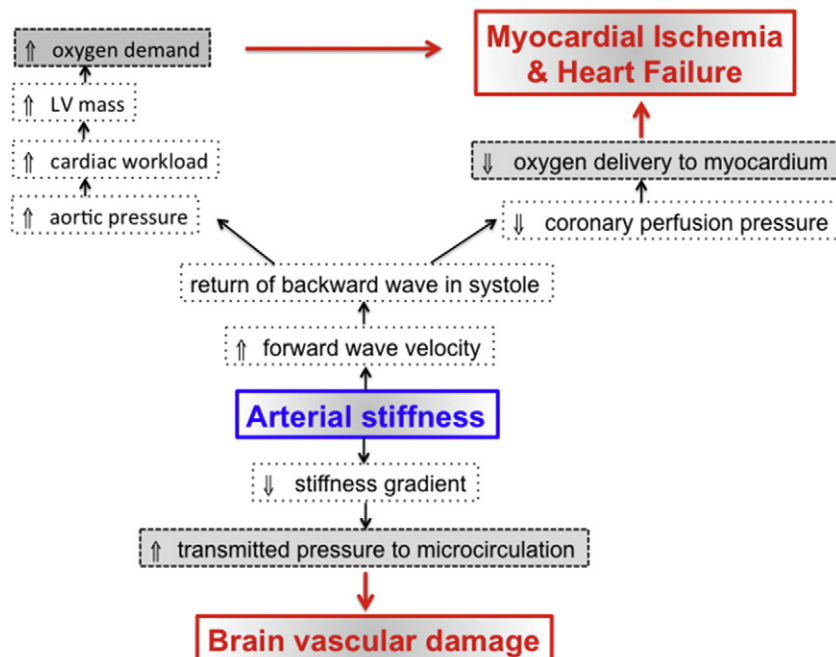 ⇑ oxygen demand
Myocardial Ischemia
& Heart Failure
⇑ LV mass
⇑ cardiac workload
⇓ oxygen delivery to myocardium
⇑ aortic pressure
⇓ coronary perfusion pressure
return of backward wave in systole
⇑ forward wave velocity
Arterial stiffness
⇓ stiffness gradient
⇑ transmitted pressure to microcirculation
Brain vascular damage